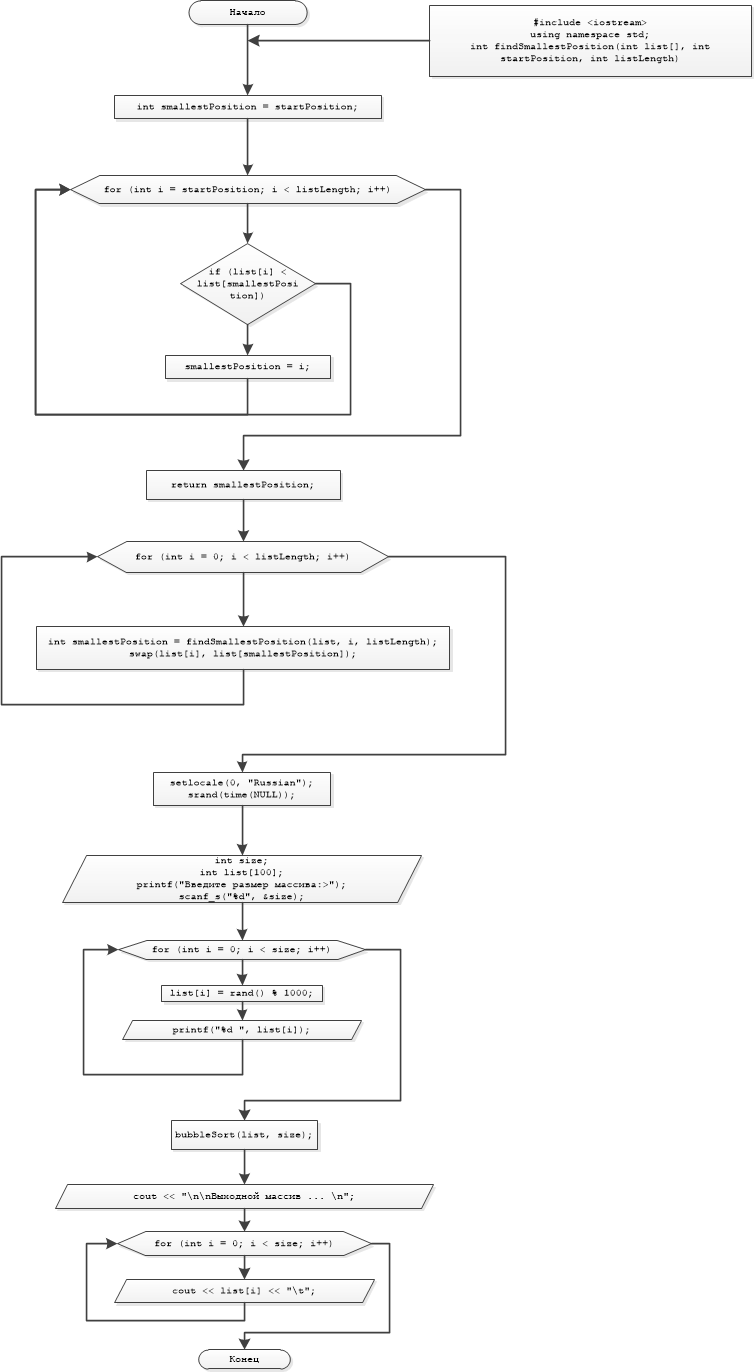 Начало
#include <iostream>
using namespace std;
int findSmallestPosition(int list[], int
startPosition, int listLength)
int smallestPosition = startPosition;
for (int i = startPosition; i < listLength; i++)
if (list[i] <
list[smallestPosi
tion])
smallestPosition = i;
return smallestPosition;
for (int i = 0; i < listLength; i++)
int smallestPosition = findSmallestPosition(list, i, listLength);
swap(list[i], list[smallestPosition]);
setlocale(0, "Russian");
srand(time(NULL));
int size;
int list[100];
printf("Введите размер массива:>");
scanf_s("%d", &size);
for (int i = 0; i < size; i++)
list[i] = rand() % 1000;
printf("%d ", list[i]);
bubbleSort(list, size);
cout << "\n\nВыходной массив ... \n";
for (int i = 0; i < size; i++)
cout << list[i] << "\t";
Конец